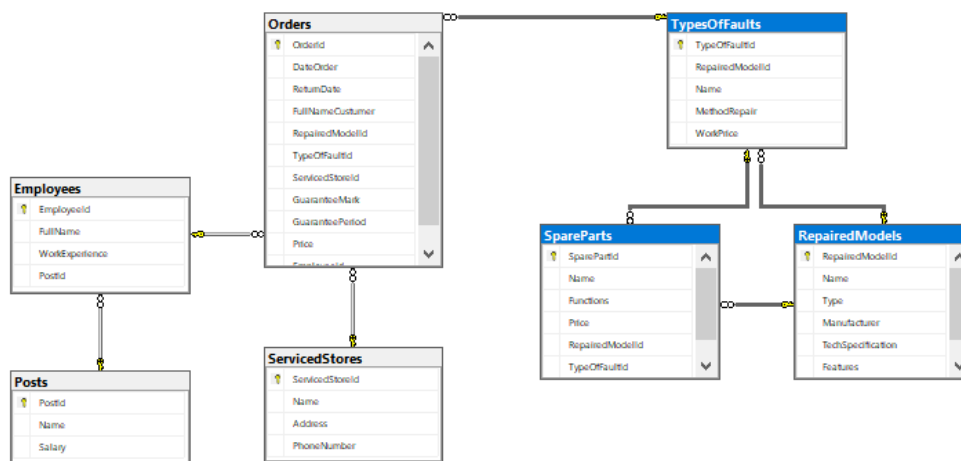 Orders
OrderId
DateOrder
ReturnDate
FullNameCustumer
RepairedModelId
TypeOfFaultId
ServicedStoreId
GuaranteeMark
GuaranteePeriod
Price
EmployeeId
TypesOfFaults
TypeOfFaultId
RepairedModelId
Name
MethodRepair
WorkPrice
Employees
EmployeeId
FullName
WorkExperience
PostId
SpareParts
SparePartId
Name
Functions
Price
RepairedModelId
TypeOfFaultId
RepairedModels
RepairedModelId
Name
Type
Manufacturer
TechSpecification
Features
Posts
PostId
Name
Salary
ServicedStores
ServicedStoreId
Name
Address
PhoneNumber